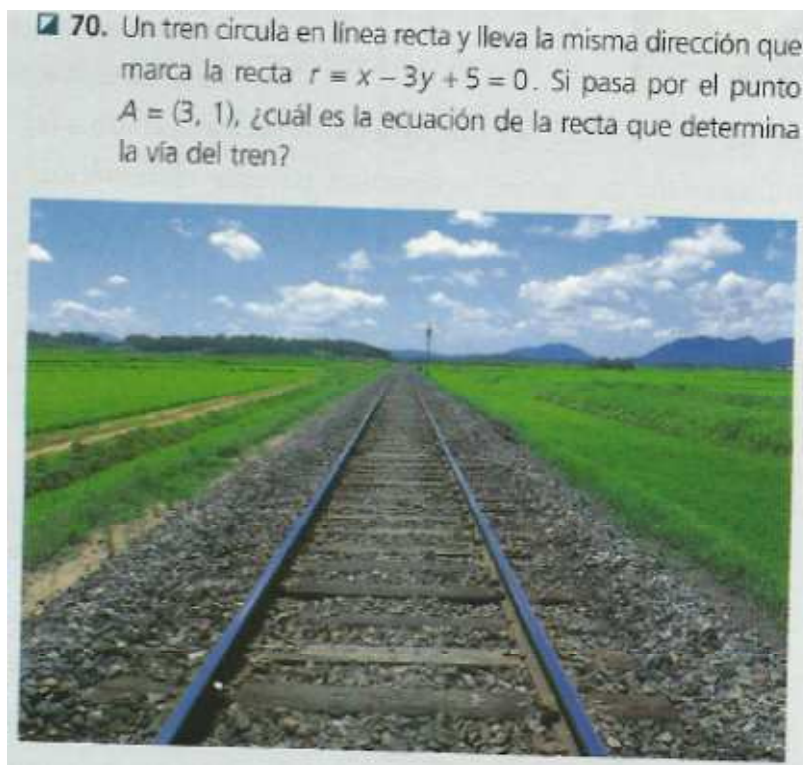 70. Un tren circula en línea recta y lleva la misma dirección que
marca la recta r ≡ x − 3y + 5 = 0. Si pasa por el punto
A = (3, 1), ¿cuál es la ecuación de la recta que determina
la vía del tren?